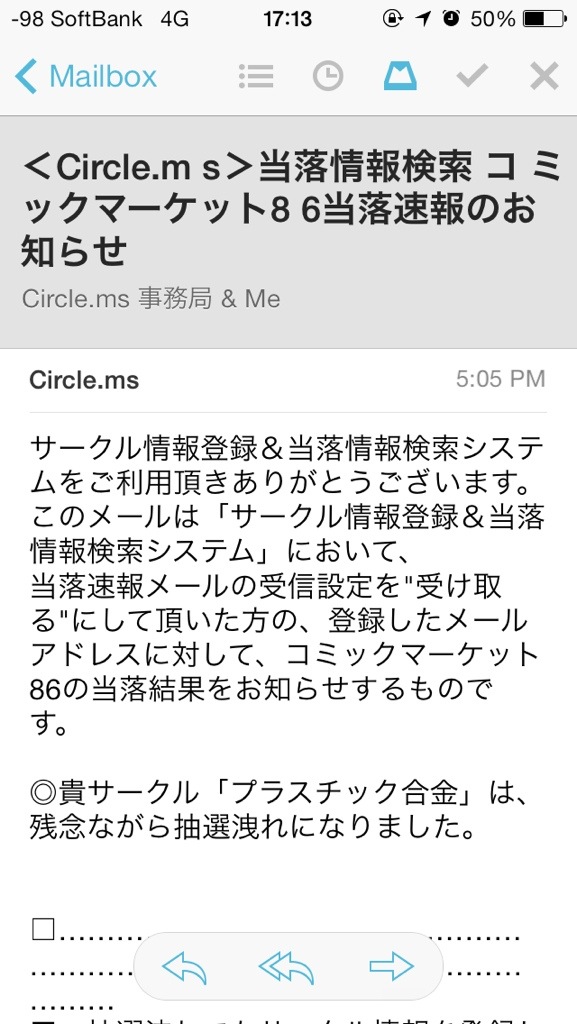 -98 SoftBank 4G 17:13 50%
Mailbox
＜Circle.m s＞当落情報検索 コ ミ
ックマーケット8 6当落速報のお
知らせ
Circle.ms 事務局 & Me
Circle.ms 5:05 PM
サークル情報登録＆当落情報検索システ
ムをご利用頂きありがとうございます。
このメールは「サークル情報登録＆当落
情報検索システム」において、
当落速報メールの受信設定を"受け取
る"にして頂いた方の、登録したメール
アドレスに対して、コミックマーケット
86の当落結果をお知らせするもので
す。
◎貴サークル「プラスチック合金」は、
残念ながら抽選洩れになりました。